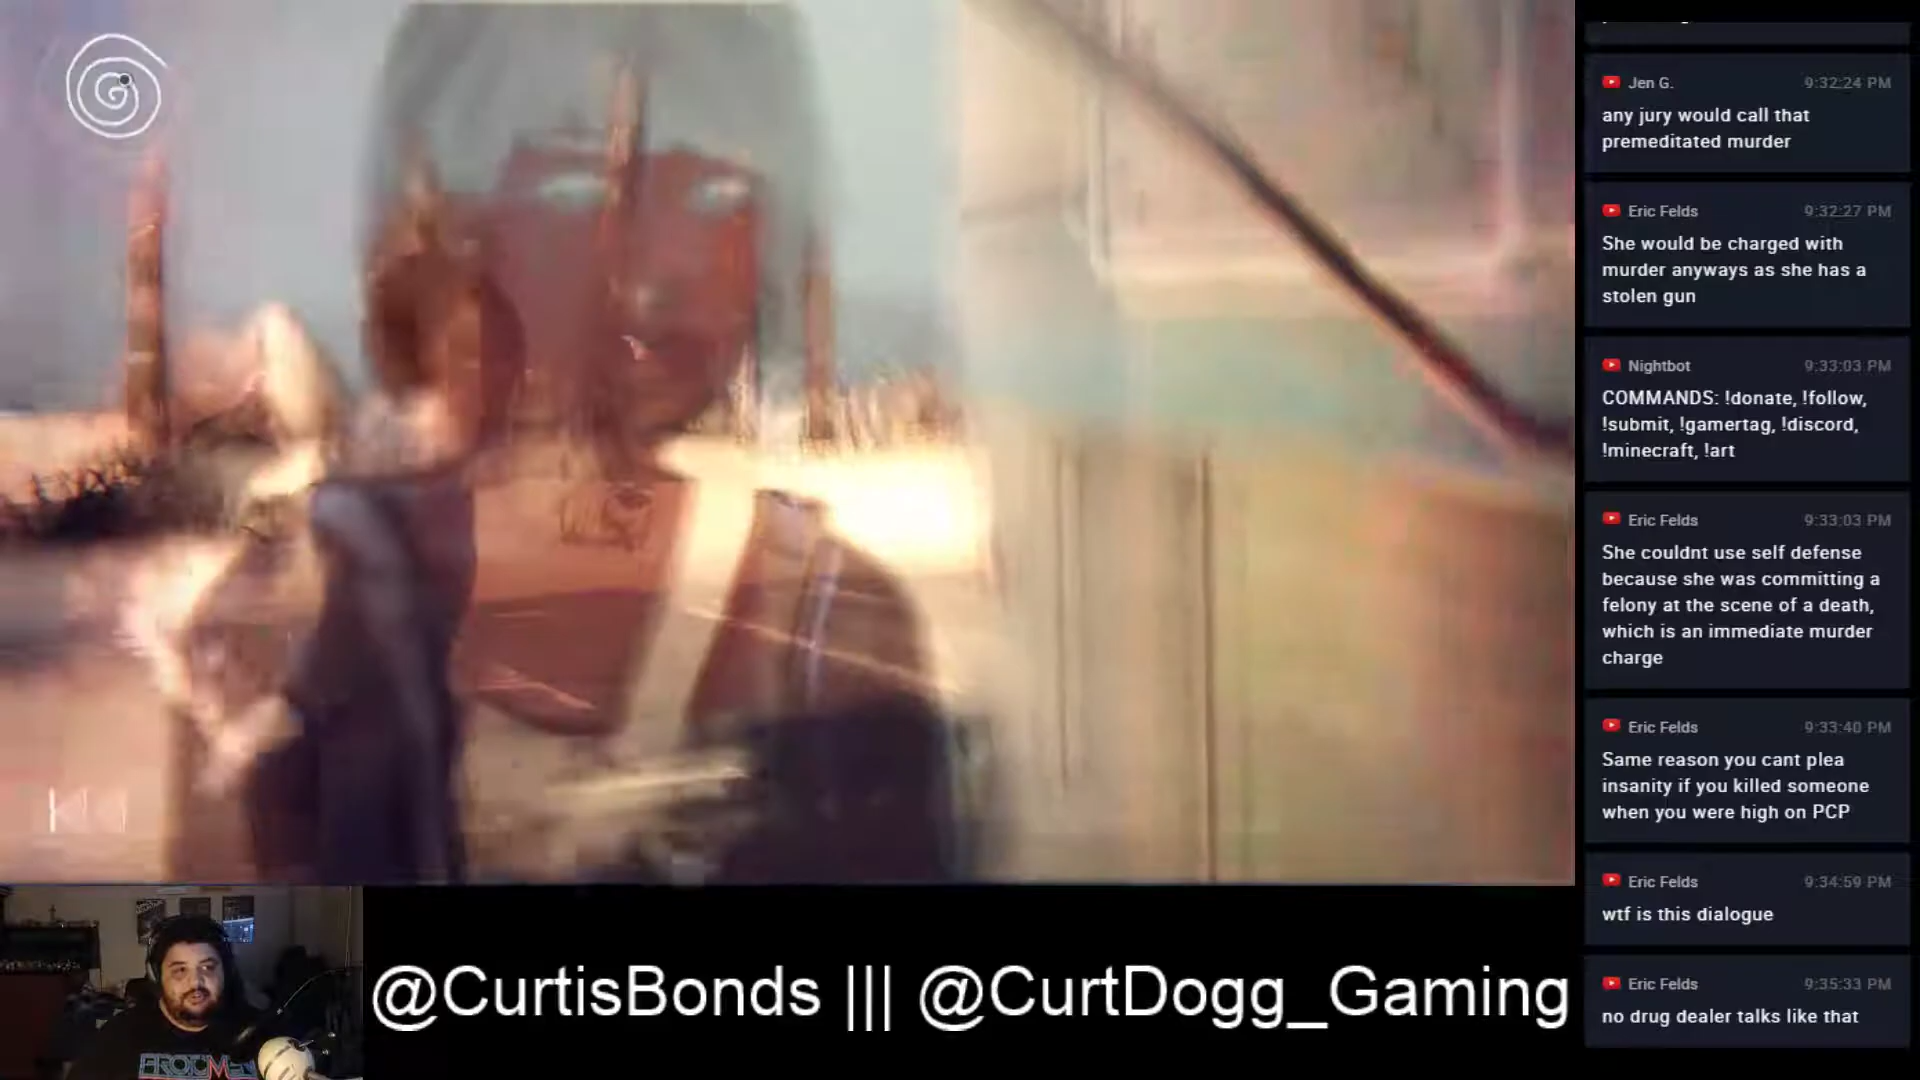 Jen G. 9:32:24 PM
any jury would call that
premeditated murder
Eric Felds 9:32:27 PM
She would be charged with
murder anyways as she has a
stolen gun
Nightbot 9:33:03 PM
COMMANDS: !donate, !follow,
!submit, !gamertag, !discord,
!minecraft, !art
Eric Felds 9:33:03 PM
She couldnt use self defense
because she was committing a
felony at the scene of a death,
which is an immediate murder
charge
Eric Felds 9:33:40 PM
Same reason you cant plea
insanity if you killed someone
when you were high on PCP
Eric Felds 9:34:59 PM
wtf is this dialogue
Eric Felds 9:35:33 PM
no drug dealer talks like that
@CurtisBonds ||| @CurtDogg_Gaming